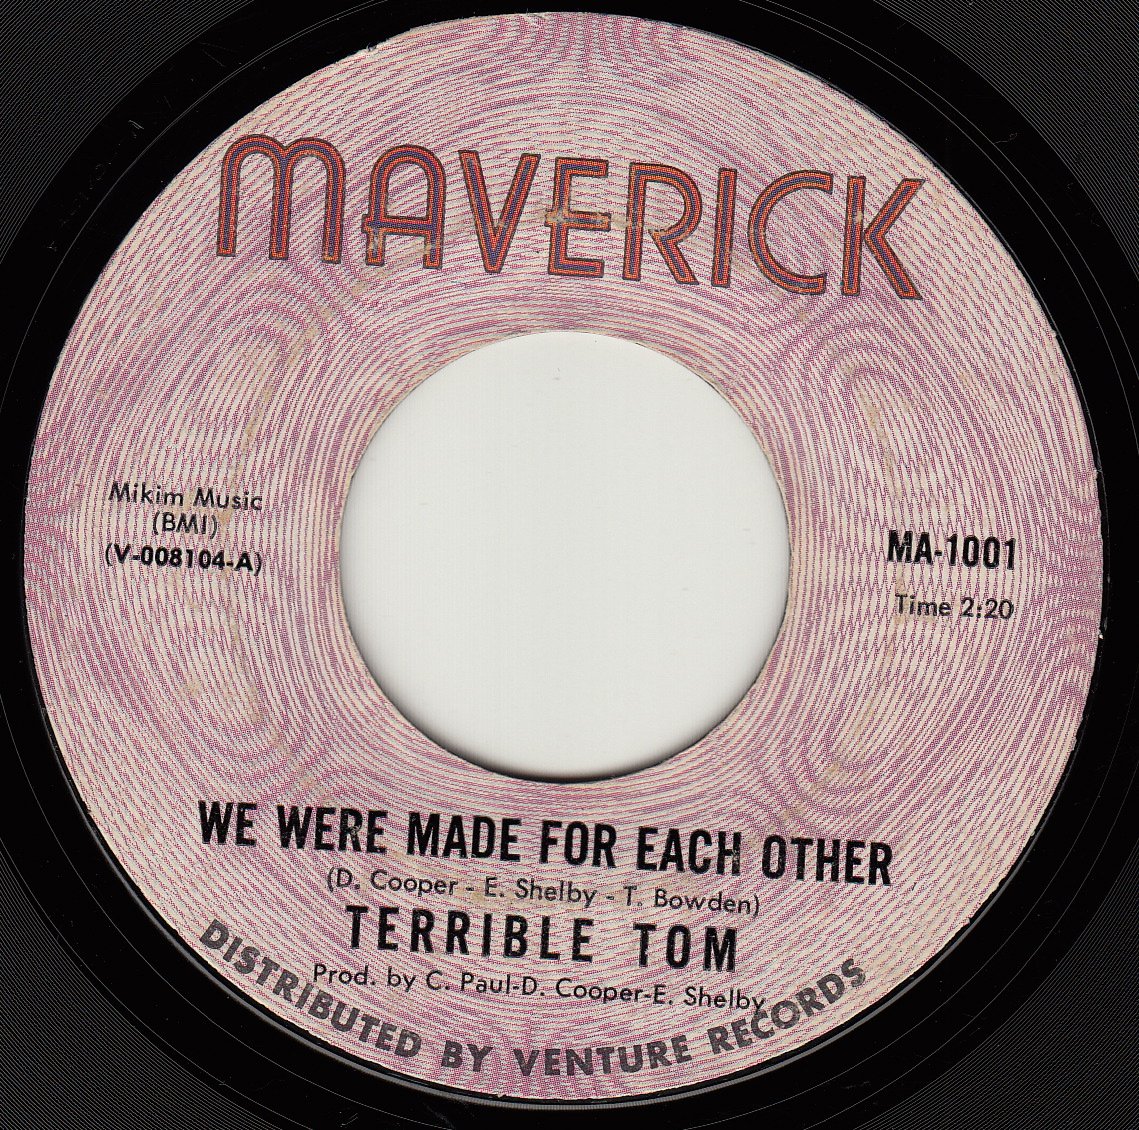 MAVERICK
Mikim Music
(BMI)
(V-008104-A)
MA-1001
Time 2:20
WE WERE MADE FOR EACH OTHER
(D. Cooper - E. Shelby - T. Bowden)
TERRIBLE TOM
Prod. by C. Paul-D. Cooper-E. Shelby
DISTRIBUTED BY VENTURE RECORDS